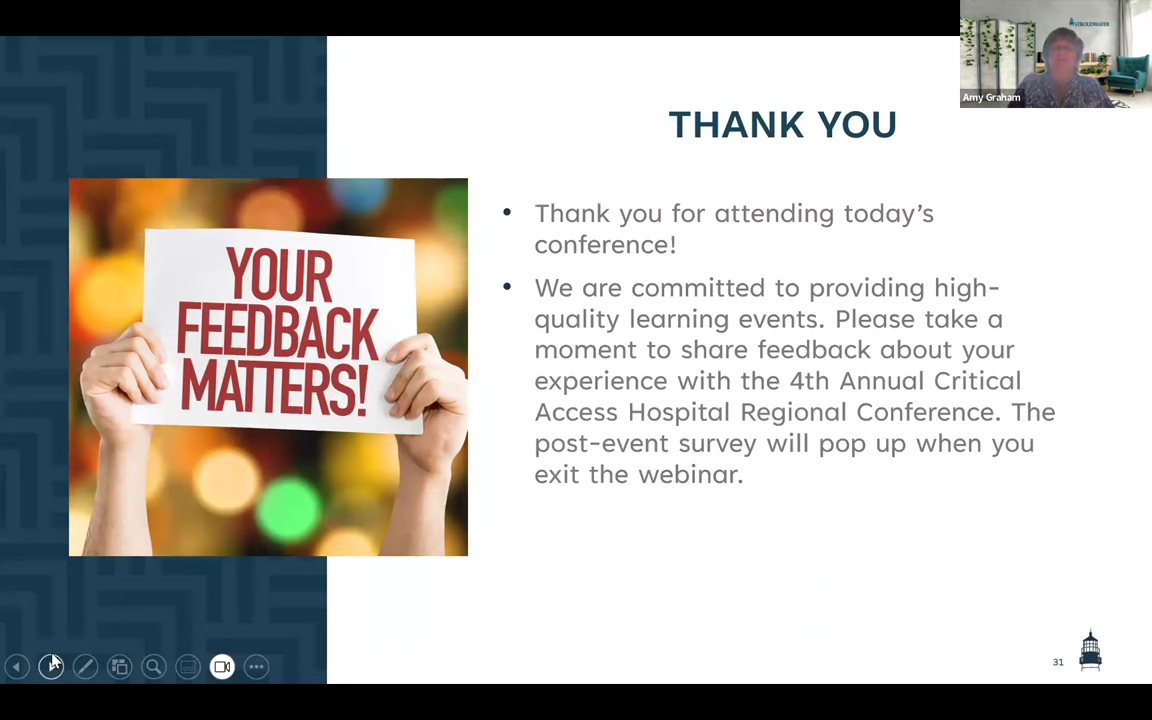 STROUDWATER
Amy Graham
THANK YOU
YOUR
FEEDBACK
MATTERS!
• Thank you for attending today’s
conference!
• We are committed to providing high-
quality learning events. Please take a
moment to share feedback about your
experience with the 4th Annual Critical
Access Hospital Regional Conference. The
post-event survey will pop up when you
exit the webinar.
31